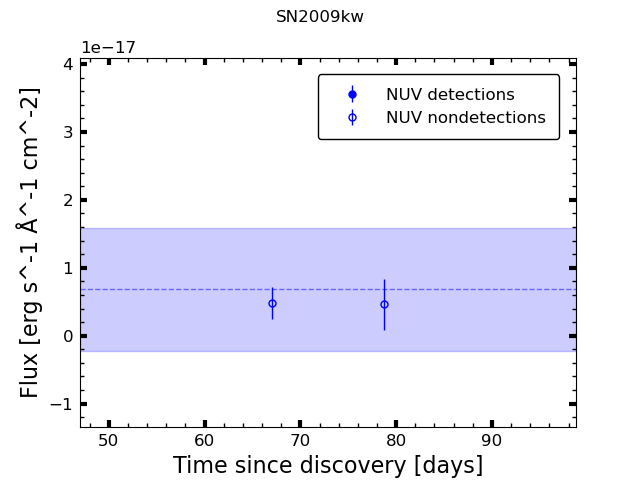 SN2009kw
1e−17
4
3
2
1
0
−1
Flux [erg s^-1 Å^-1 cm^-2]
NUV detections
NUV nondetections
50 60 70 80 90
Time since discovery [days]